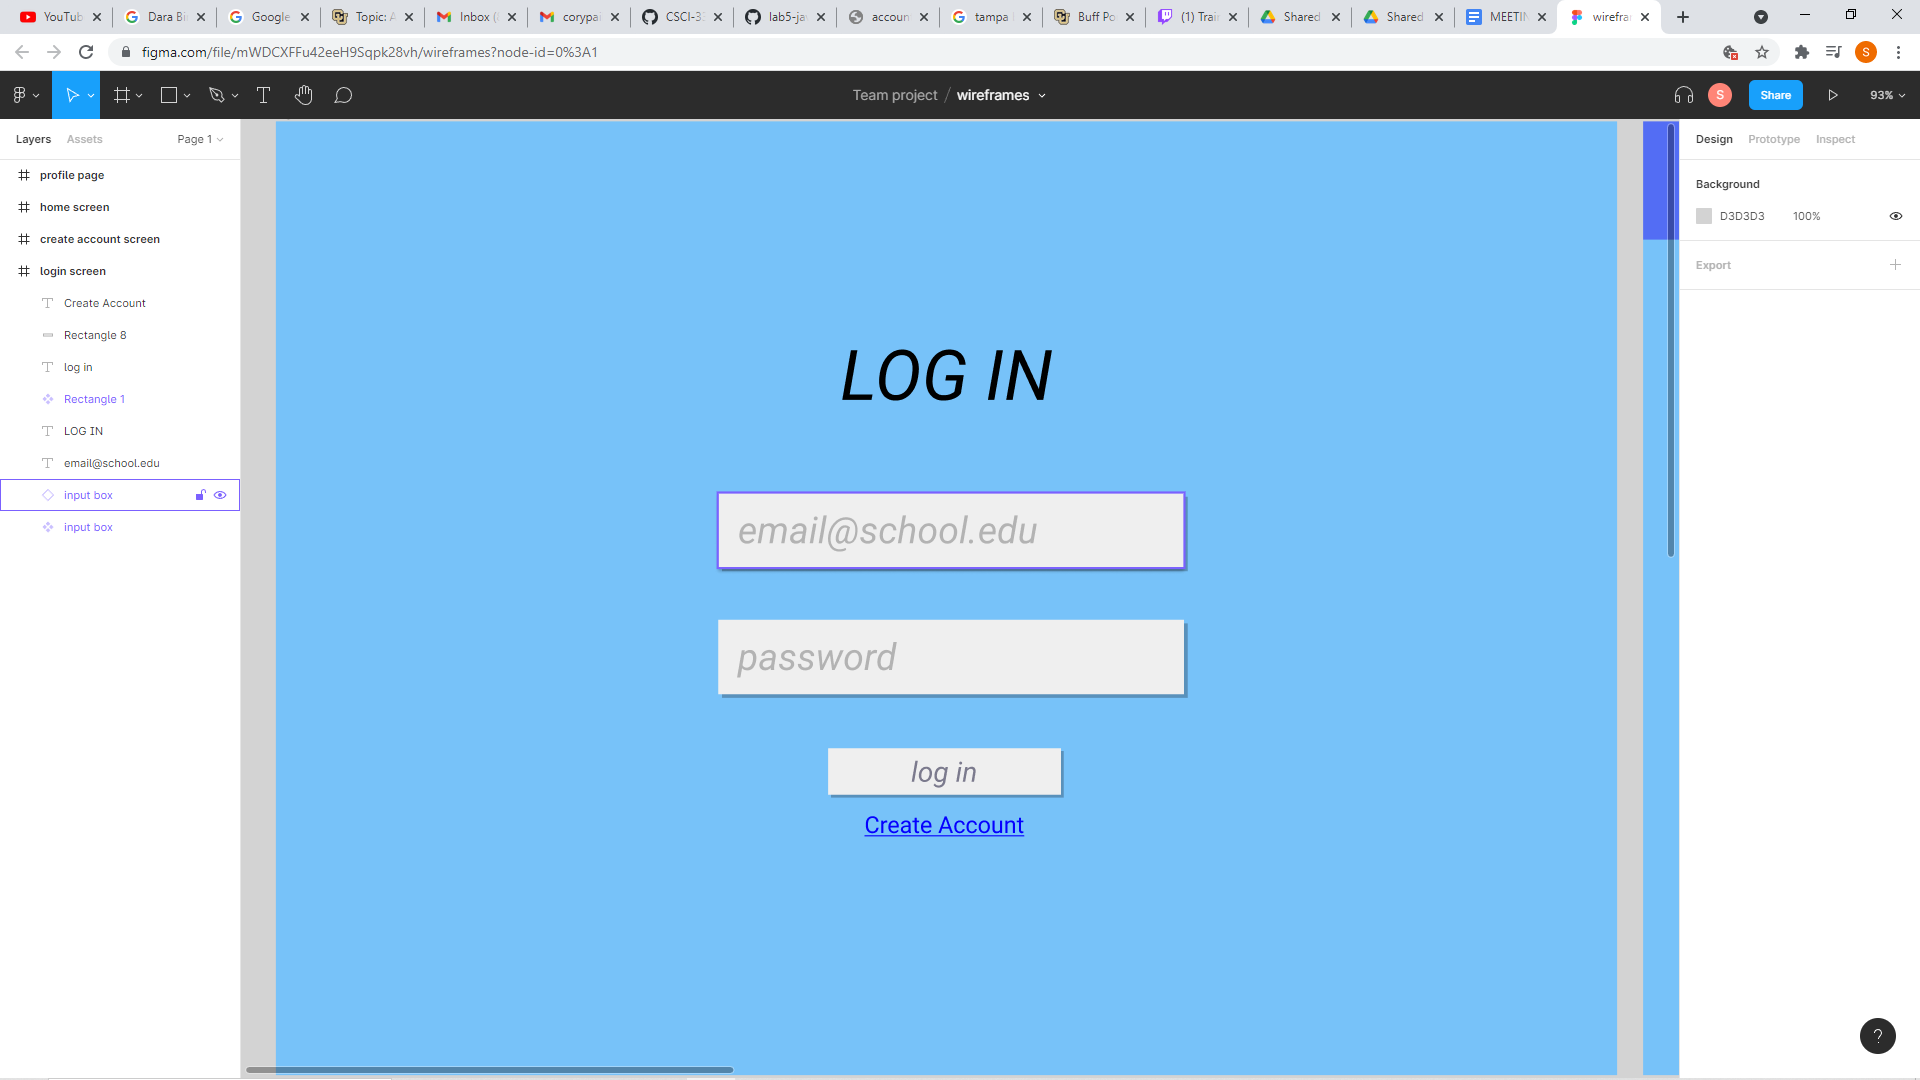 YouTub
Dara Bi
Google
Topic: A
Inbox (
corypai
CSCI-3
lab5-ja
accoun
tampa
Buff Po
(1) Trai
Shared
Shared
MEETIN
wirefra
figma.com/file/mWDCXFFu42eeH9Sqpk28vh/wireframes?node-id=0%3A1
S
Team project / wireframes
S
Share
93%
Layers
Assets
Page 1
profile page
home screen
create account screen
login screen
Create Account
Rectangle 8
log in
Rectangle 1
LOG IN
email@school.edu
input box
input box
LOG IN
email@school.edu
password
log in
Create Account
Design
Prototype
Inspect
Background
D3D3D3
100%
Export
?